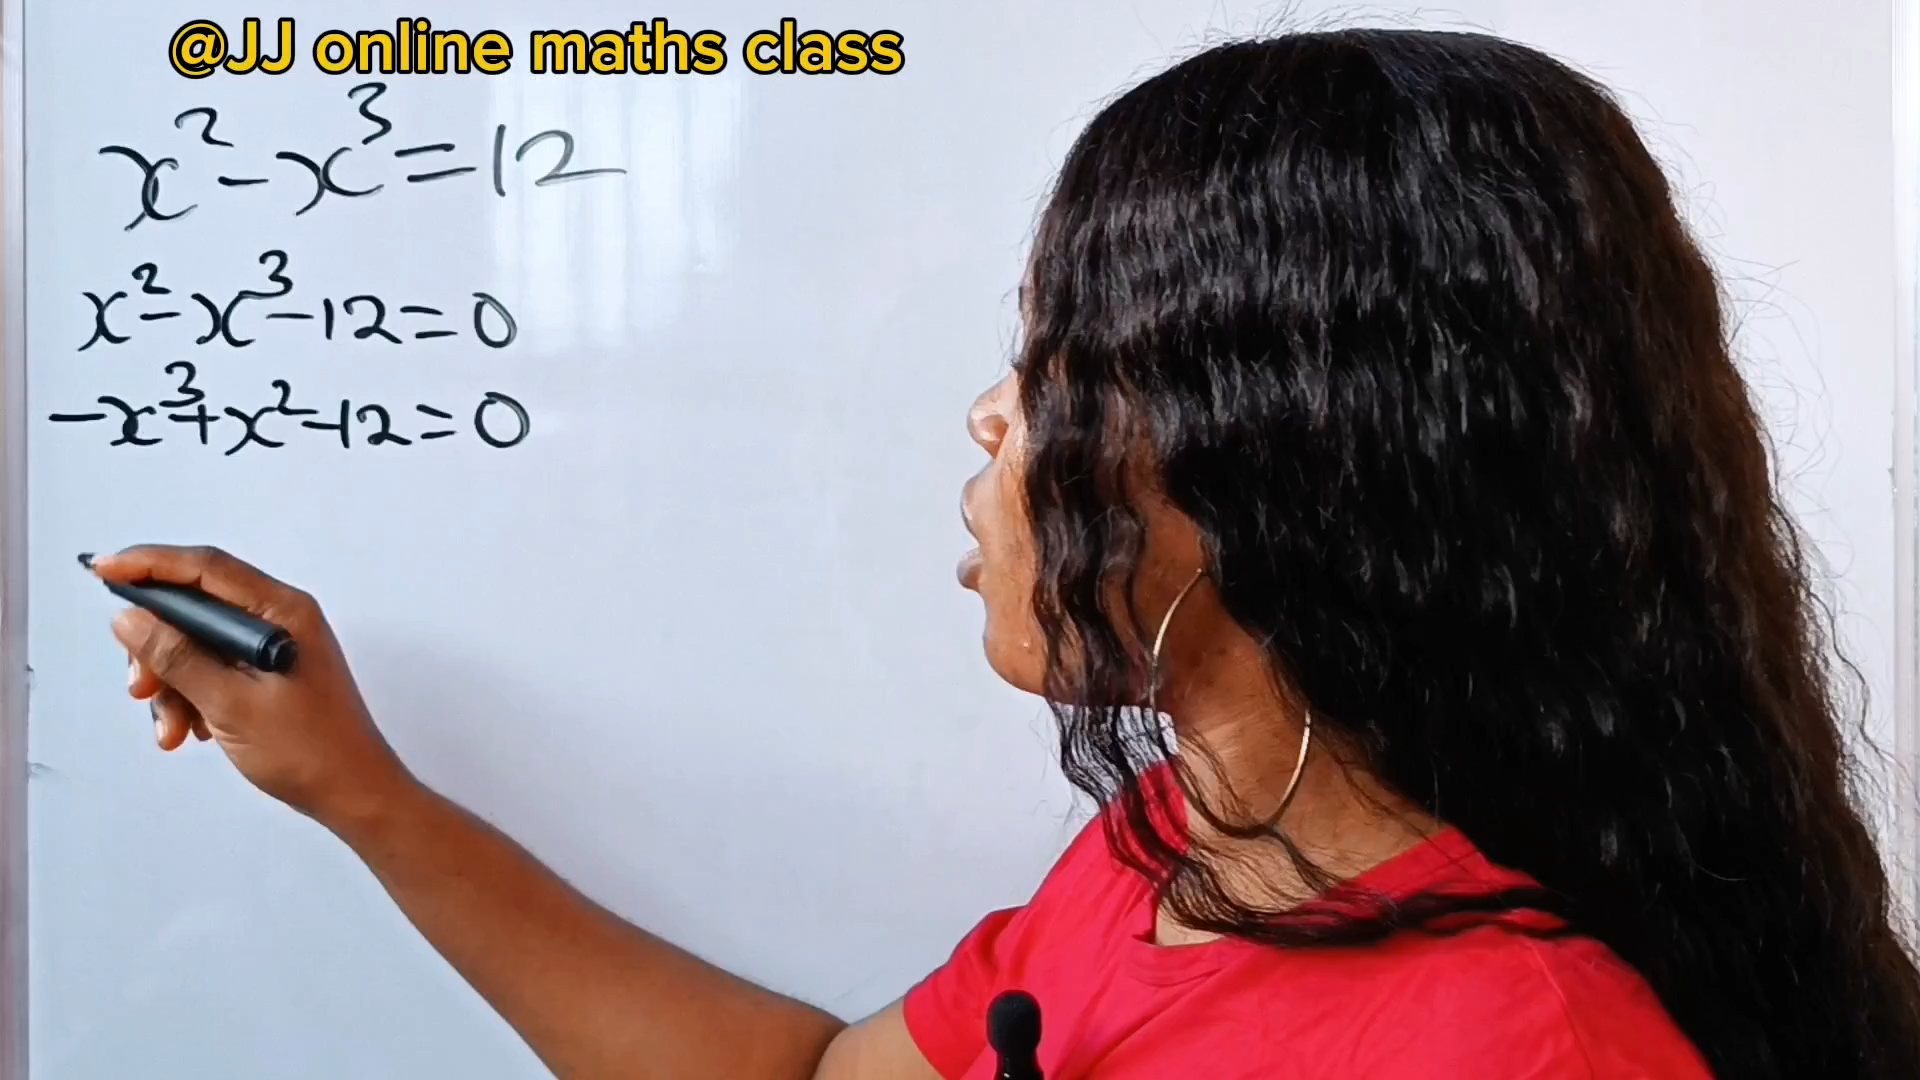 @JJ online maths class
x² - x³ = 12
x² - x³ - 12 = 0
-x³ + x² - 12 = 0